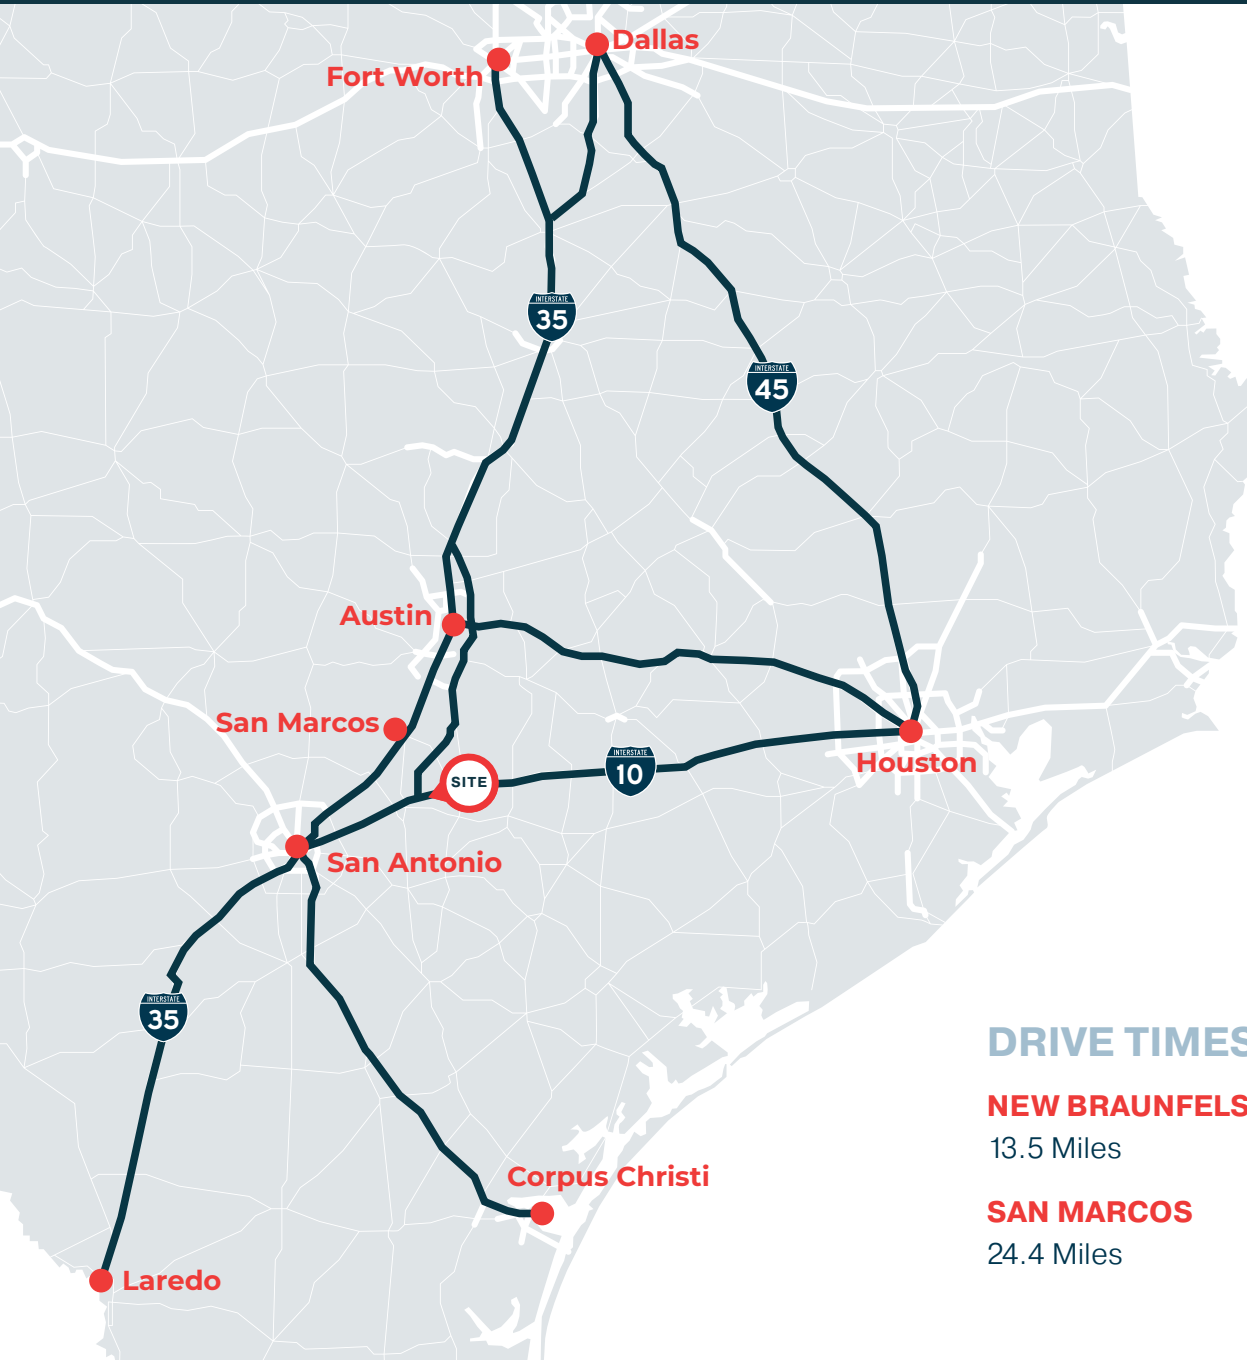 Dallas
Fort Worth
INTERSTATE
35
INTERSTATE
45
Austin
San Marcos
INTERSTATE
10
SITE
Houston
San Antonio
INTERSTATE
35
DRIVE TIMES
NEW BRAUNFELS
13.5 Miles
Corpus Christi
SAN MARCOS
24.4 Miles
Laredo